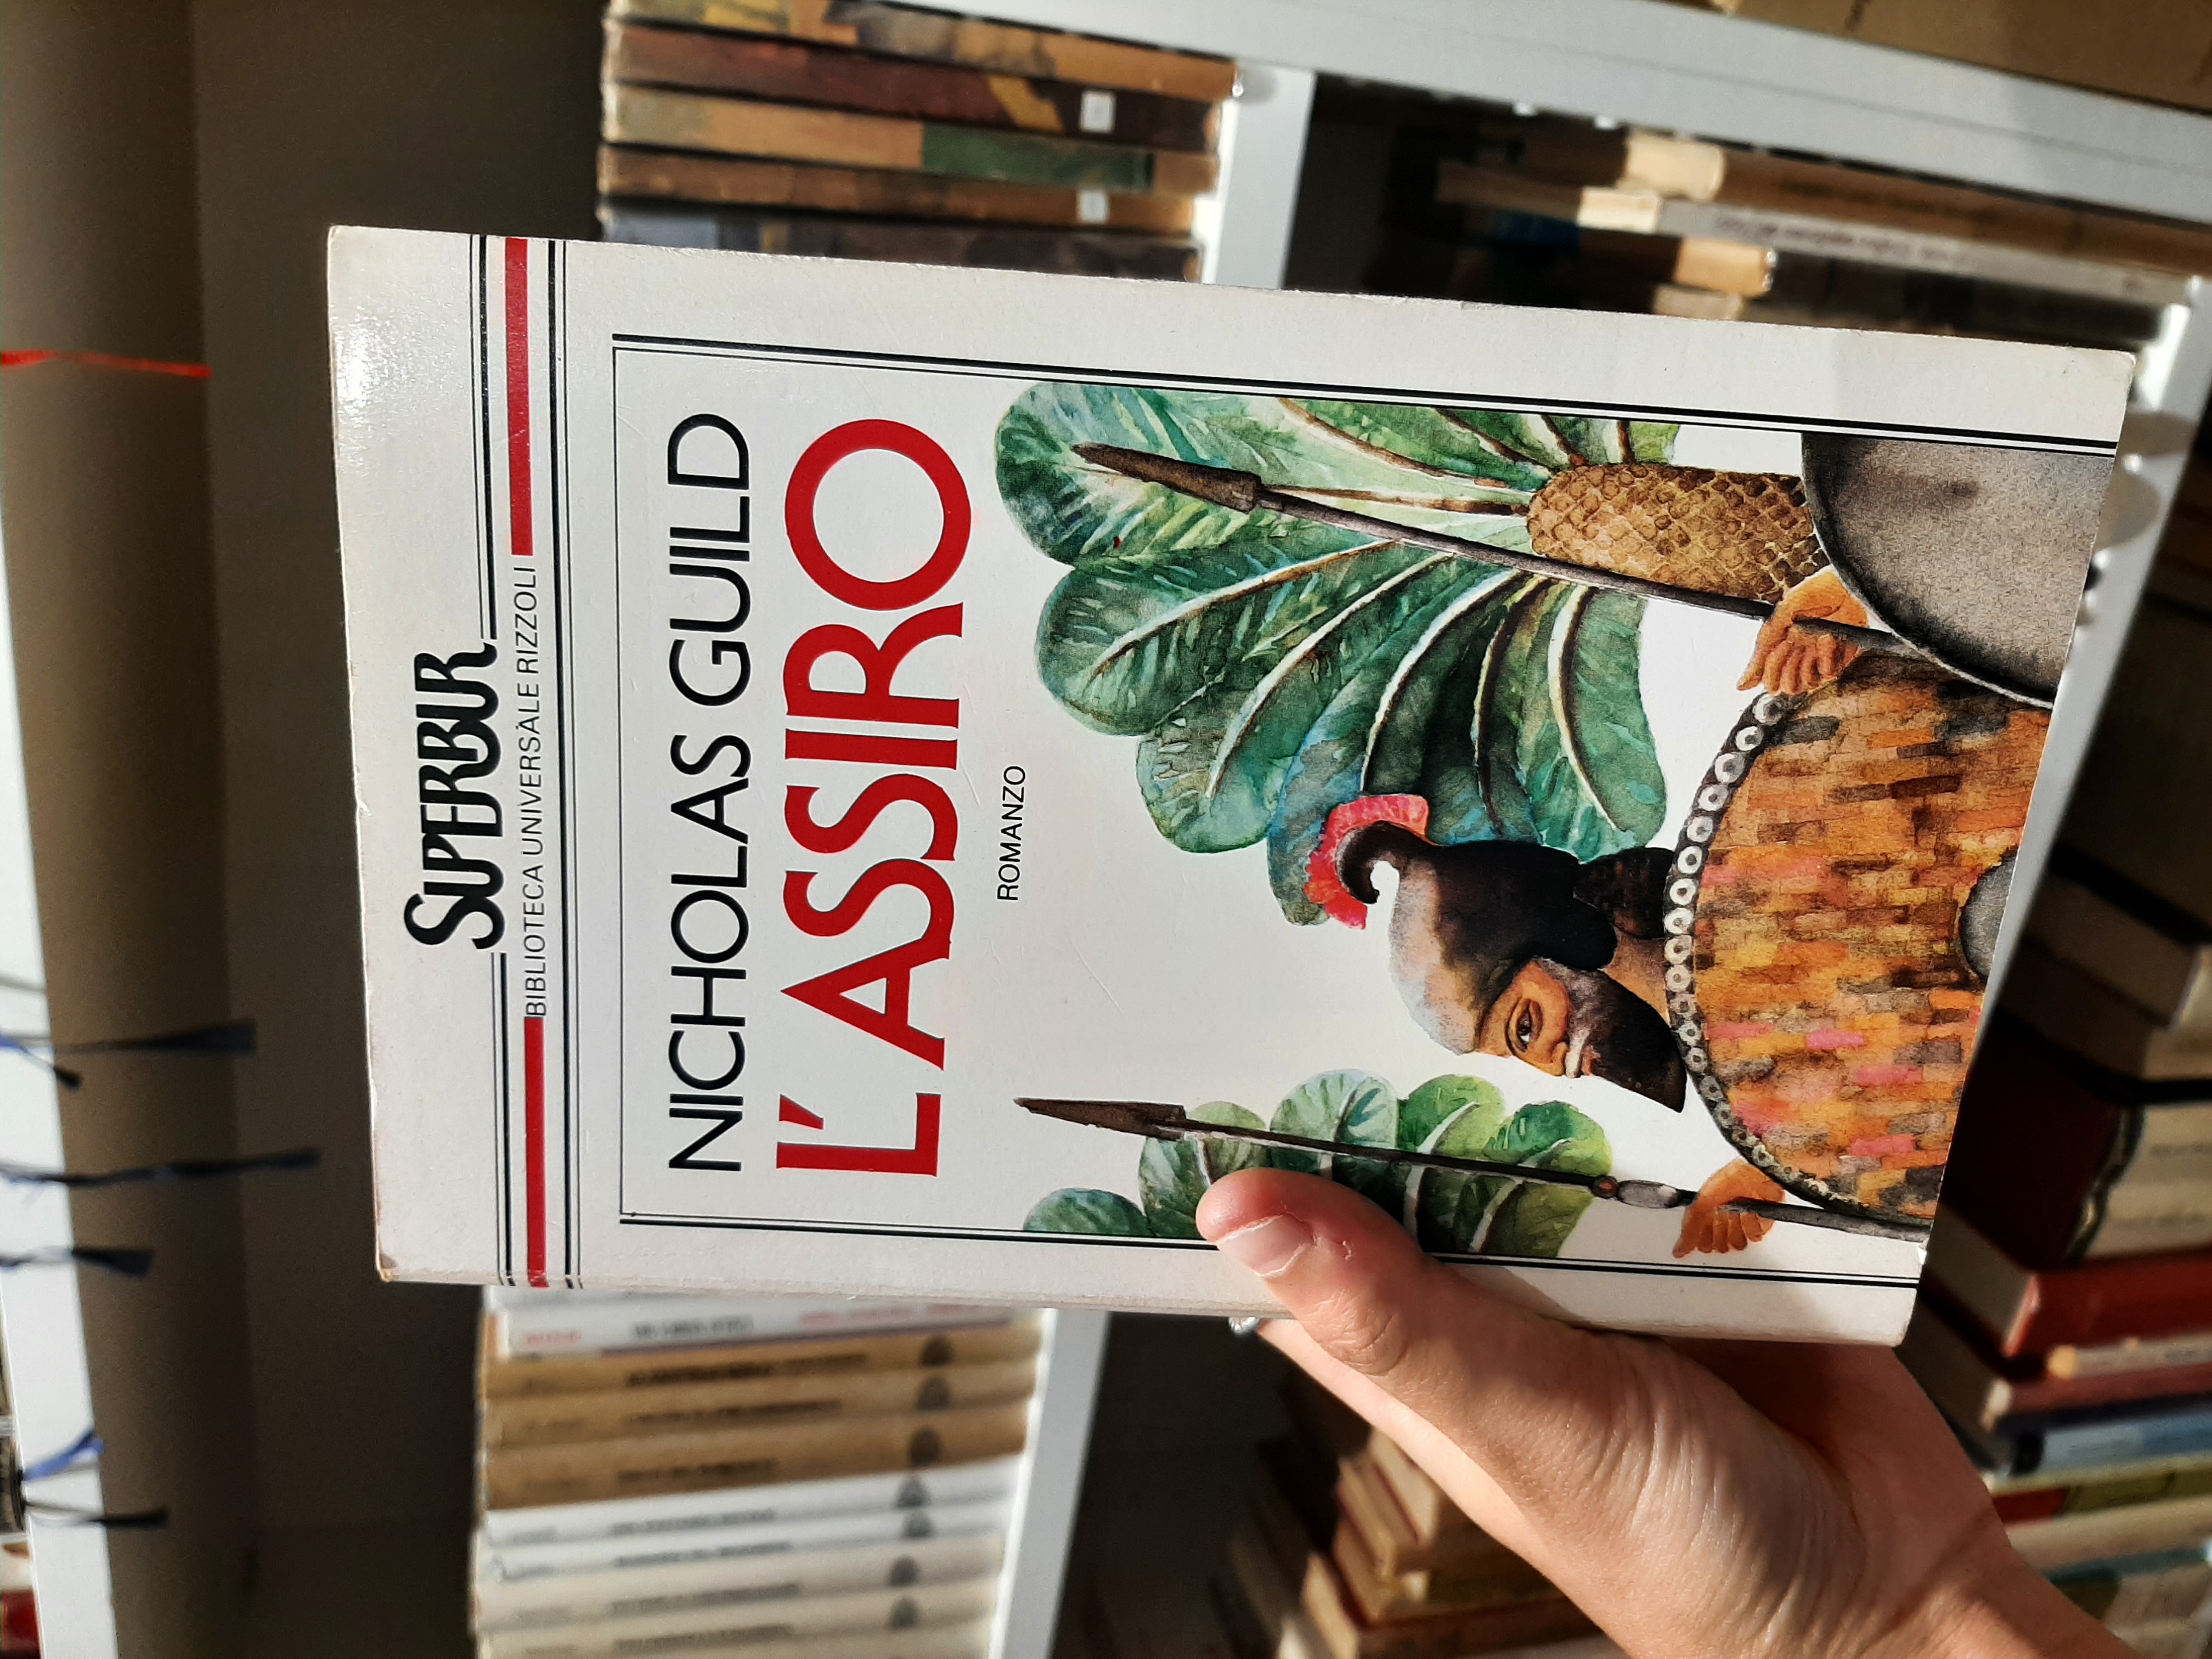 SUPERBUR
BIBLIOTECA UNIVERSALE RIZZOLI
NICHOLAS GUILD
L'ASSIRO
ROMANZO